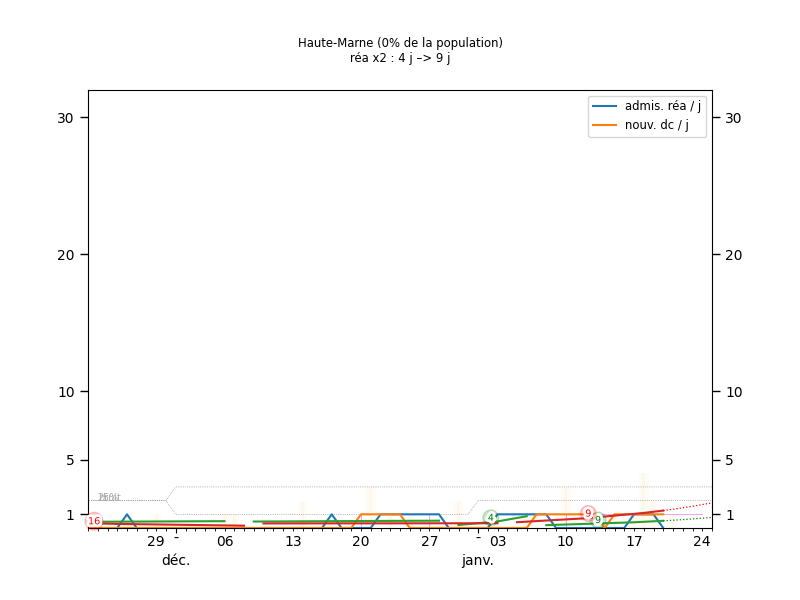 Haute-Marne (0% de la population)
réa x2 : 4 j –> 9 j
admis. réa / j
nouv. dc / j
30 30
20 20
10 10
5 5
1 1
16 4 9 9
29 - 06 13 20 27 - 03 10 17 24
déc. janv.